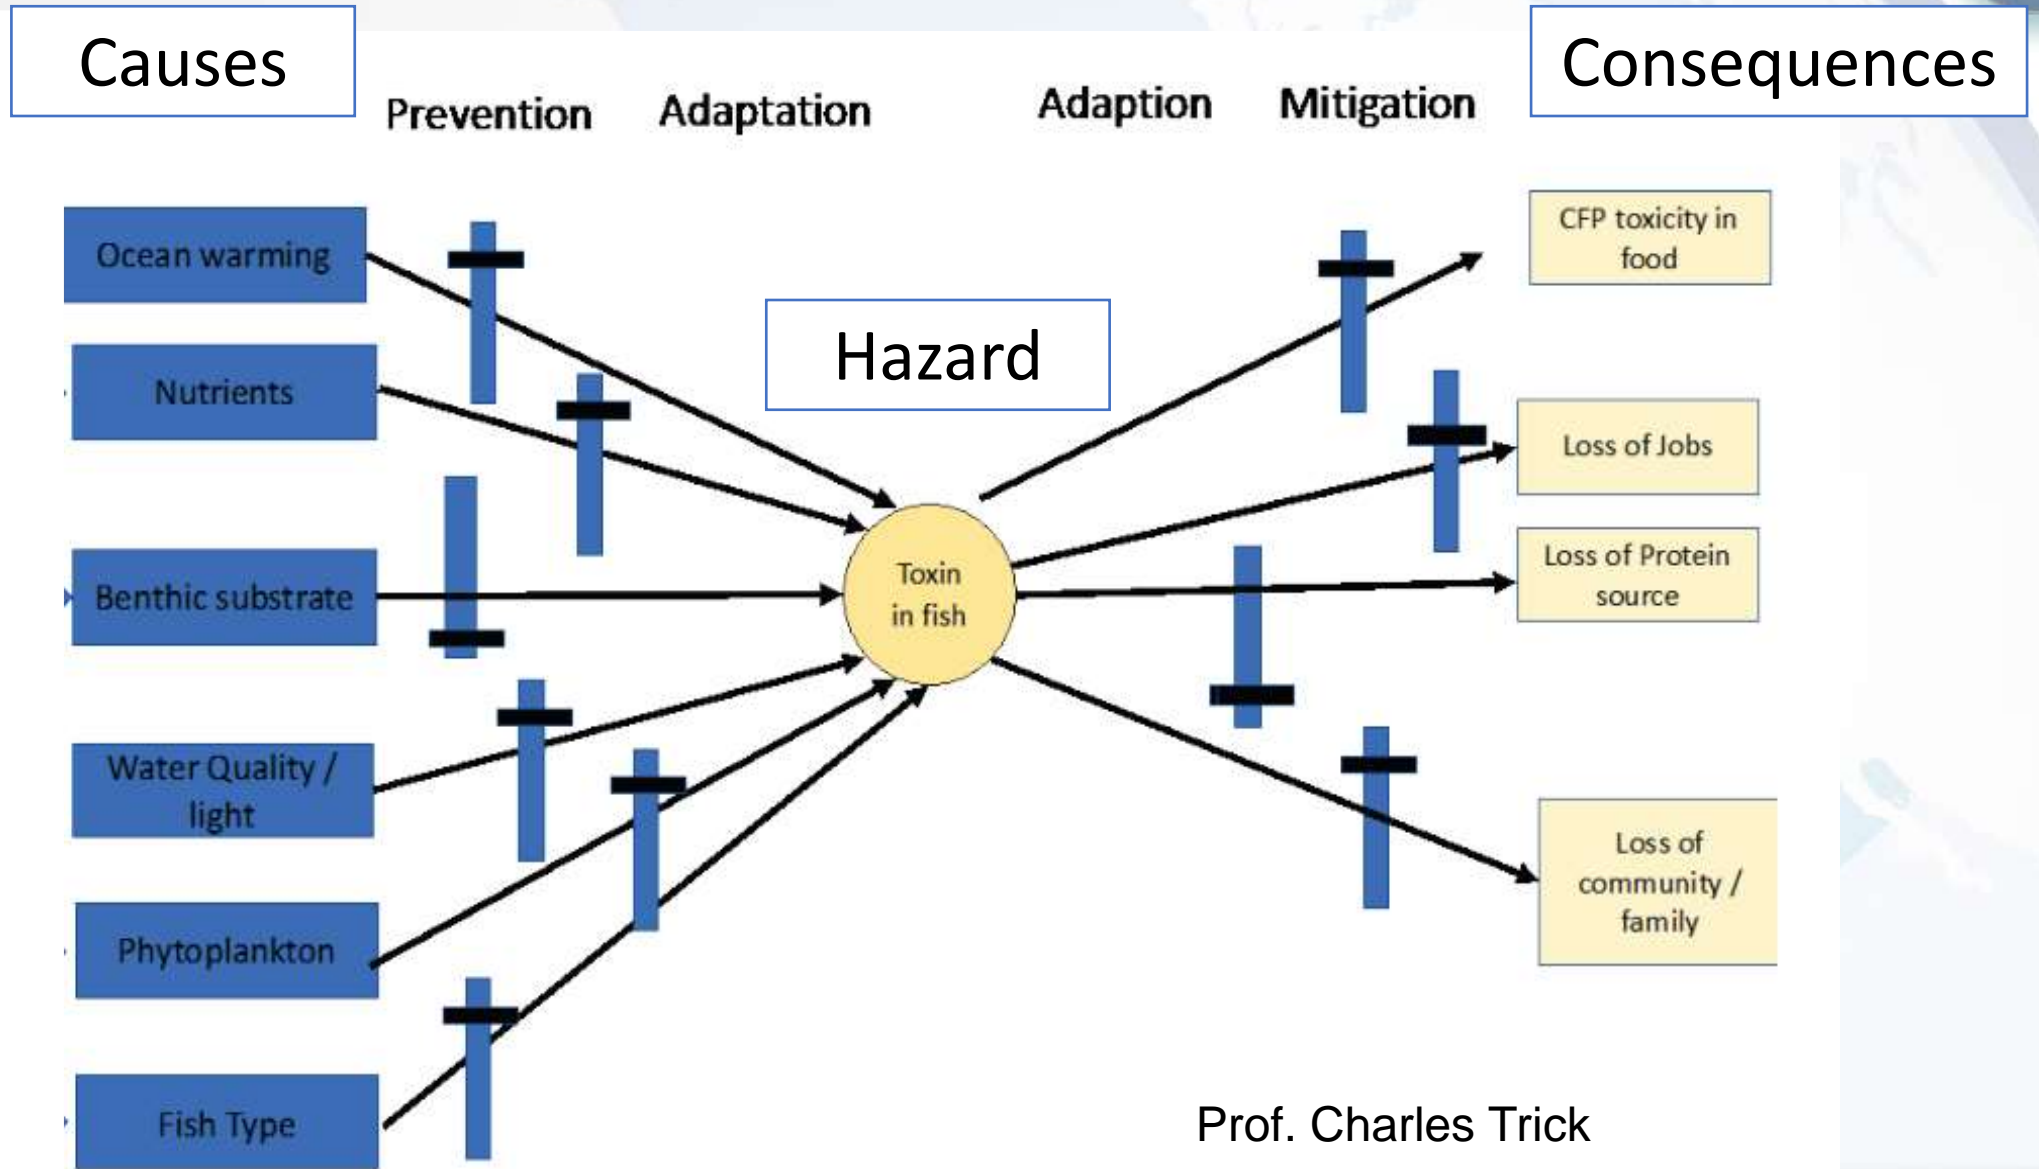 Causes
Consequences
Prevention
Adaptation
Adaption
Mitigation
Ocean warming
Nutrients
Benthic substrate
Water Quality /
light
Phytoplankton
Fish Type
Hazard
Toxin
in fish
CFP toxicity in
food
Loss of Jobs
Loss of Protein
source
Loss of
community /
family
Prof. Charles Trick